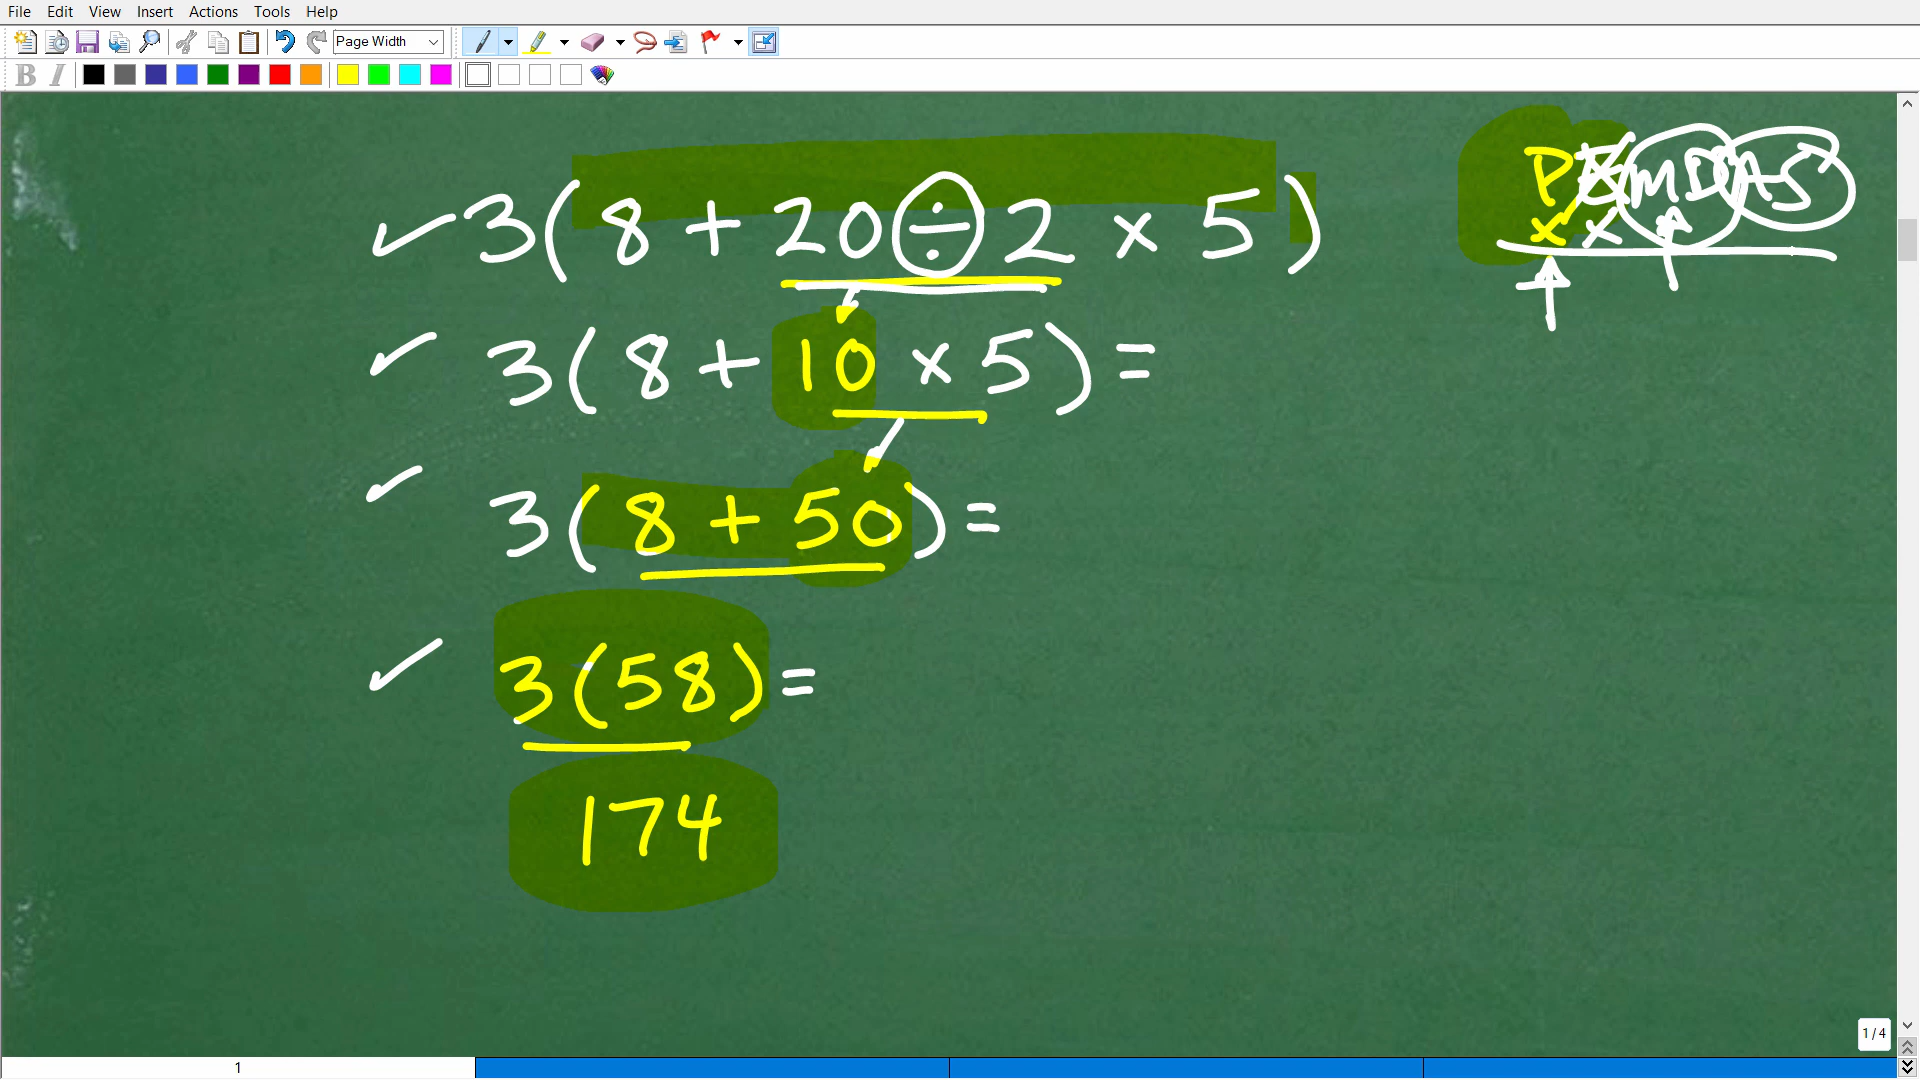 File Edit View Insert Actions Tools Help
Page Width
B I
3(8 + 20 ÷ 2 × 5)
PEMDAS
x x
3(8 + 10 × 5) =
3(8 + 50) =
3(58) =
174
1 / 4
1